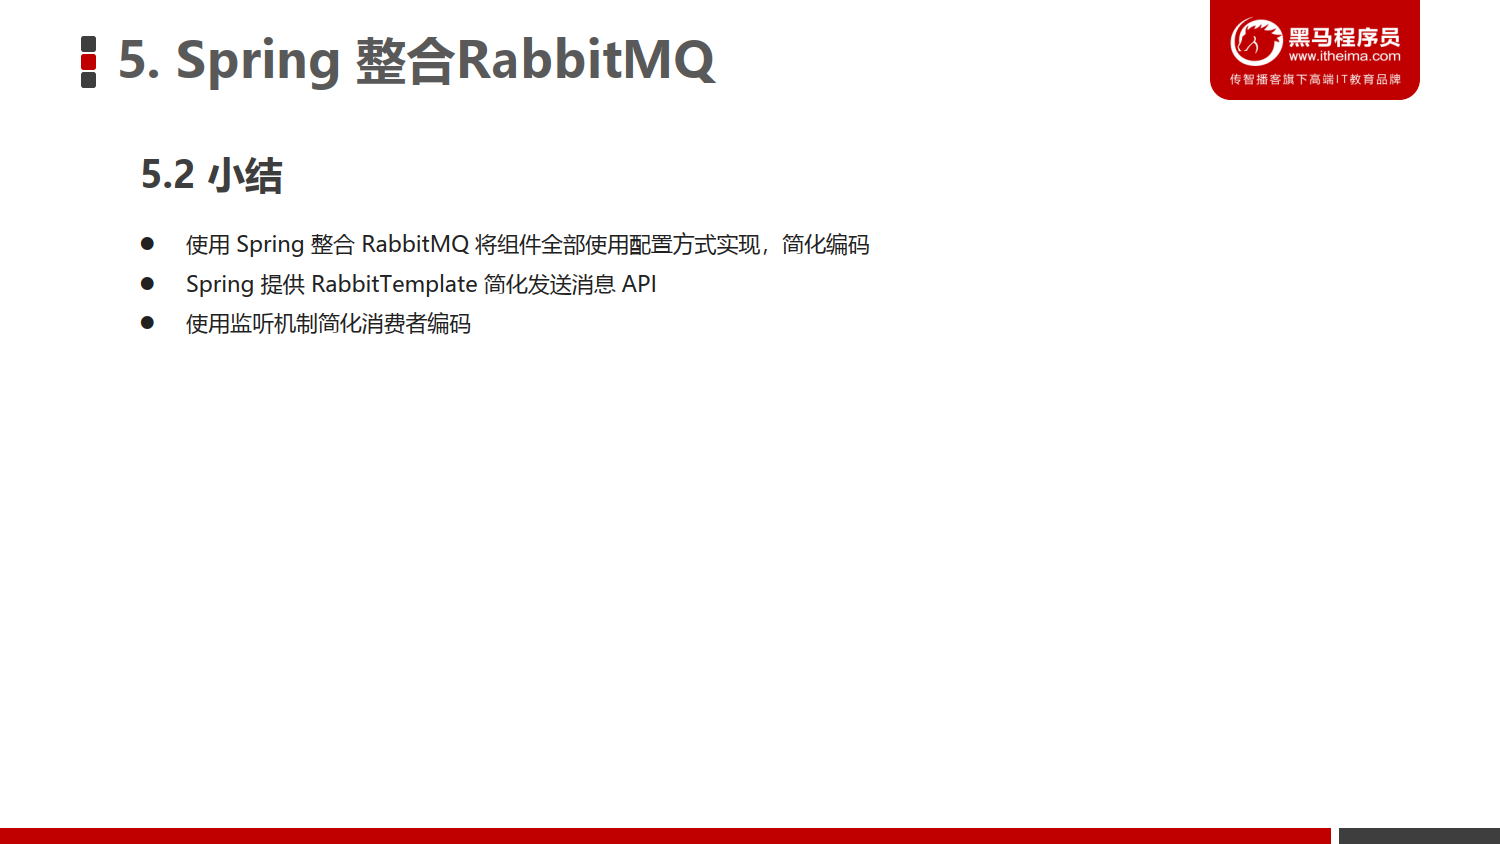 5. Spring 整合RabbitMQ
黑马程序员
www.itheima.com
传智播客旗下高端IT教育品牌
5.2 小结
● 使用 Spring 整合 RabbitMQ 将组件全部使用配置方式实现，简化编码
● Spring 提供 RabbitTemplate 简化发送消息 API
● 使用监听机制简化消费者编码